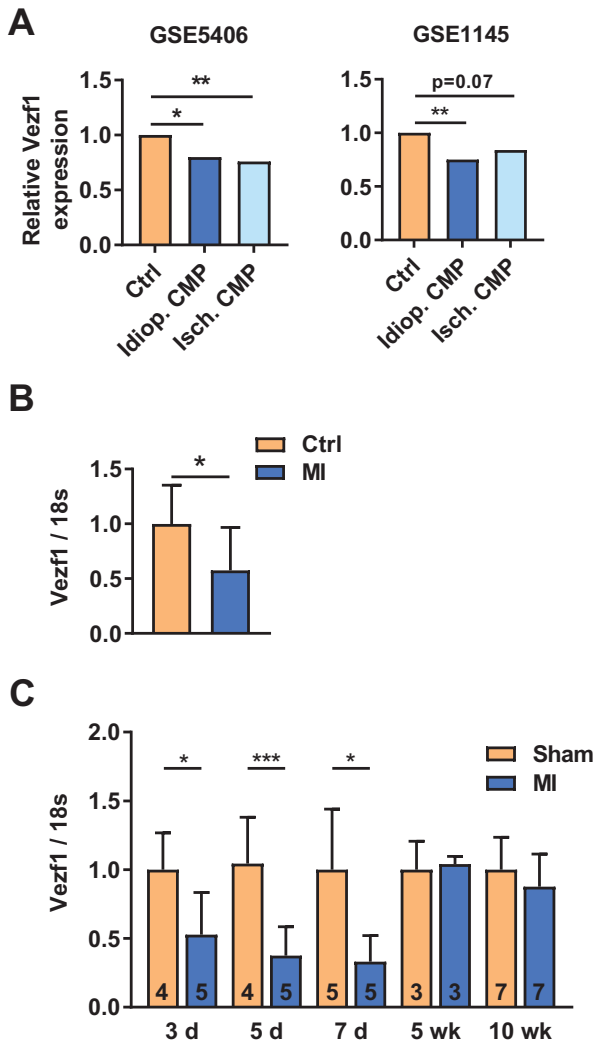 A
GSE5406
GSE1145
Relative Vezf1
expression
1.5
1.0
0.5
0.0
**
*
Ctrl
Idiop. CMP
Isch. CMP
1.5
1.0
0.5
0.0
p=0.07
**
Ctrl
Idiop. CMP
Isch. CMP
B
Ctrl
MI
Vezf1 / 18s
1.5
1.0
0.5
0.0
*
C
Sham
MI
Vezf1 / 18s
2.0
1.5
1.0
0.5
0.0
* *** *
4 5 4 5 5 5 3 3 7 7
3 d 5 d 7 d 5 wk 10 wk